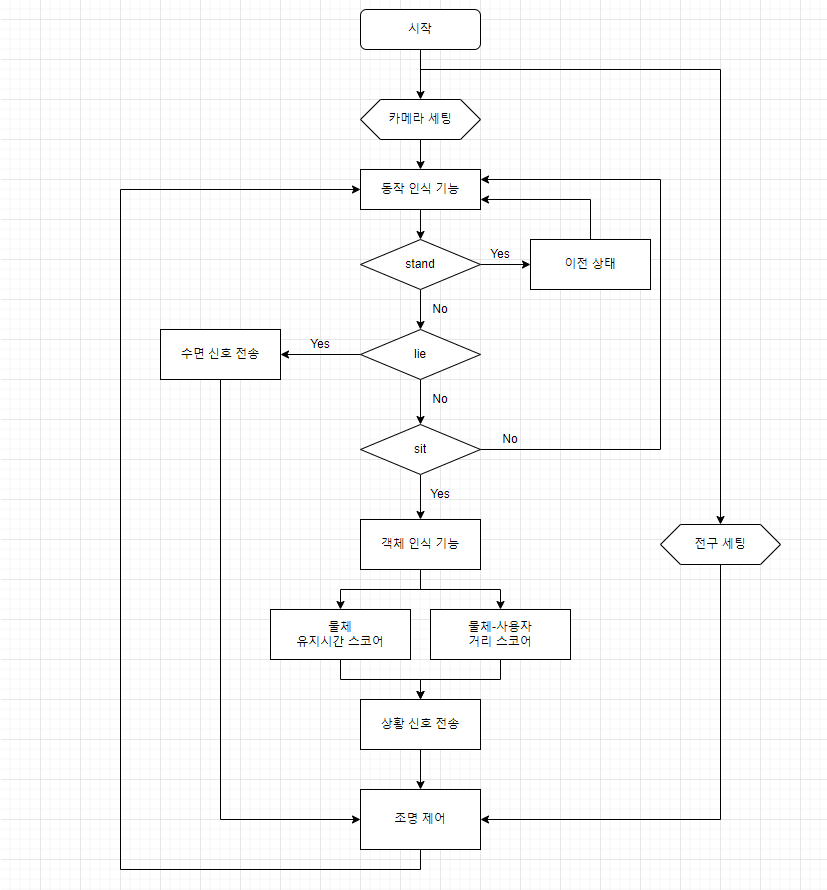 시작
카메라 세팅
동작 인식 기능
stand
Yes
이전 상태
No
수면 신호 전송
Yes
lie
No
sit
No
Yes
객체 인식 기능
전구 세팅
물체
유지시간 스코어
물체-사용자
거리 스코어
상황 신호 전송
조명 제어